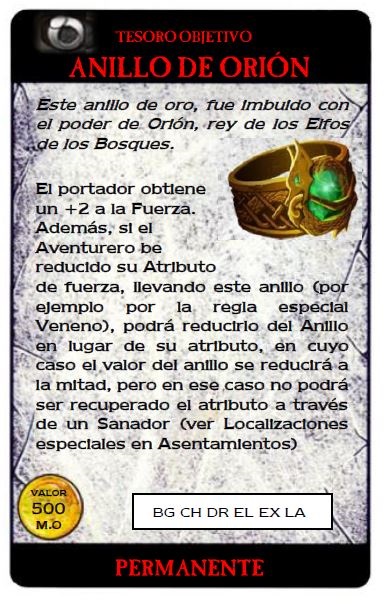 TESORO OBJETIVO
ANILLO DE ORIÓN
Este anillo de oro, fue imbuido con
el poder de Orión, rey de los Elfos
de los Bosques.
El portador obtiene
un +2 a la Fuerza.
Además, si el
Aventurero be
reducido su Atributo
de fuerza, llevando este anillo (por
ejemplo por la regla especial
Veneno), podrá reducirlo del Anillo
en lugar de su atributo, en cuyo
caso el valor del anillo se reducirá a
la mitad, pero en ese caso no podrá
ser recuperado el atributo a través
de un Sanador (ver Localizaciones
especiales en Asentamientos)
VALOR
500
M.O
BG CH DR EL EX LA
PERMANENTE